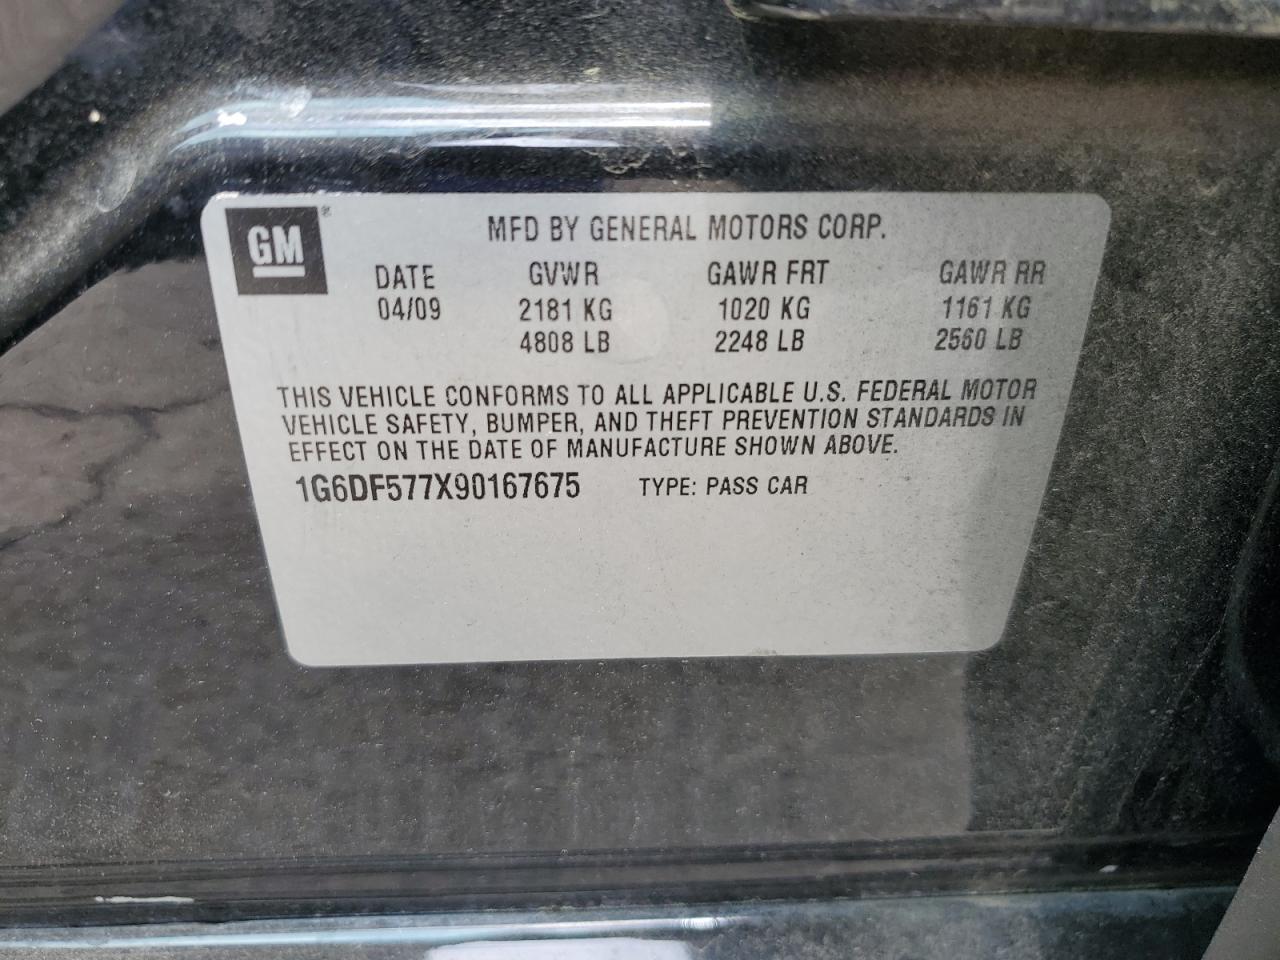 GM ®
MFD BY GENERAL MOTORS CORP.
DATE GVWR GAWR FRT GAWR RR
04/09 2181 KG 1020 KG 1161 KG
4808 LB 2248 LB 2560 LB
THIS VEHICLE CONFORMS TO ALL APPLICABLE U.S. FEDERAL MOTOR
VEHICLE SAFETY, BUMPER, AND THEFT PREVENTION STANDARDS IN
EFFECT ON THE DATE OF MANUFACTURE SHOWN ABOVE.
1G6DF577X90167675 TYPE: PASS CAR